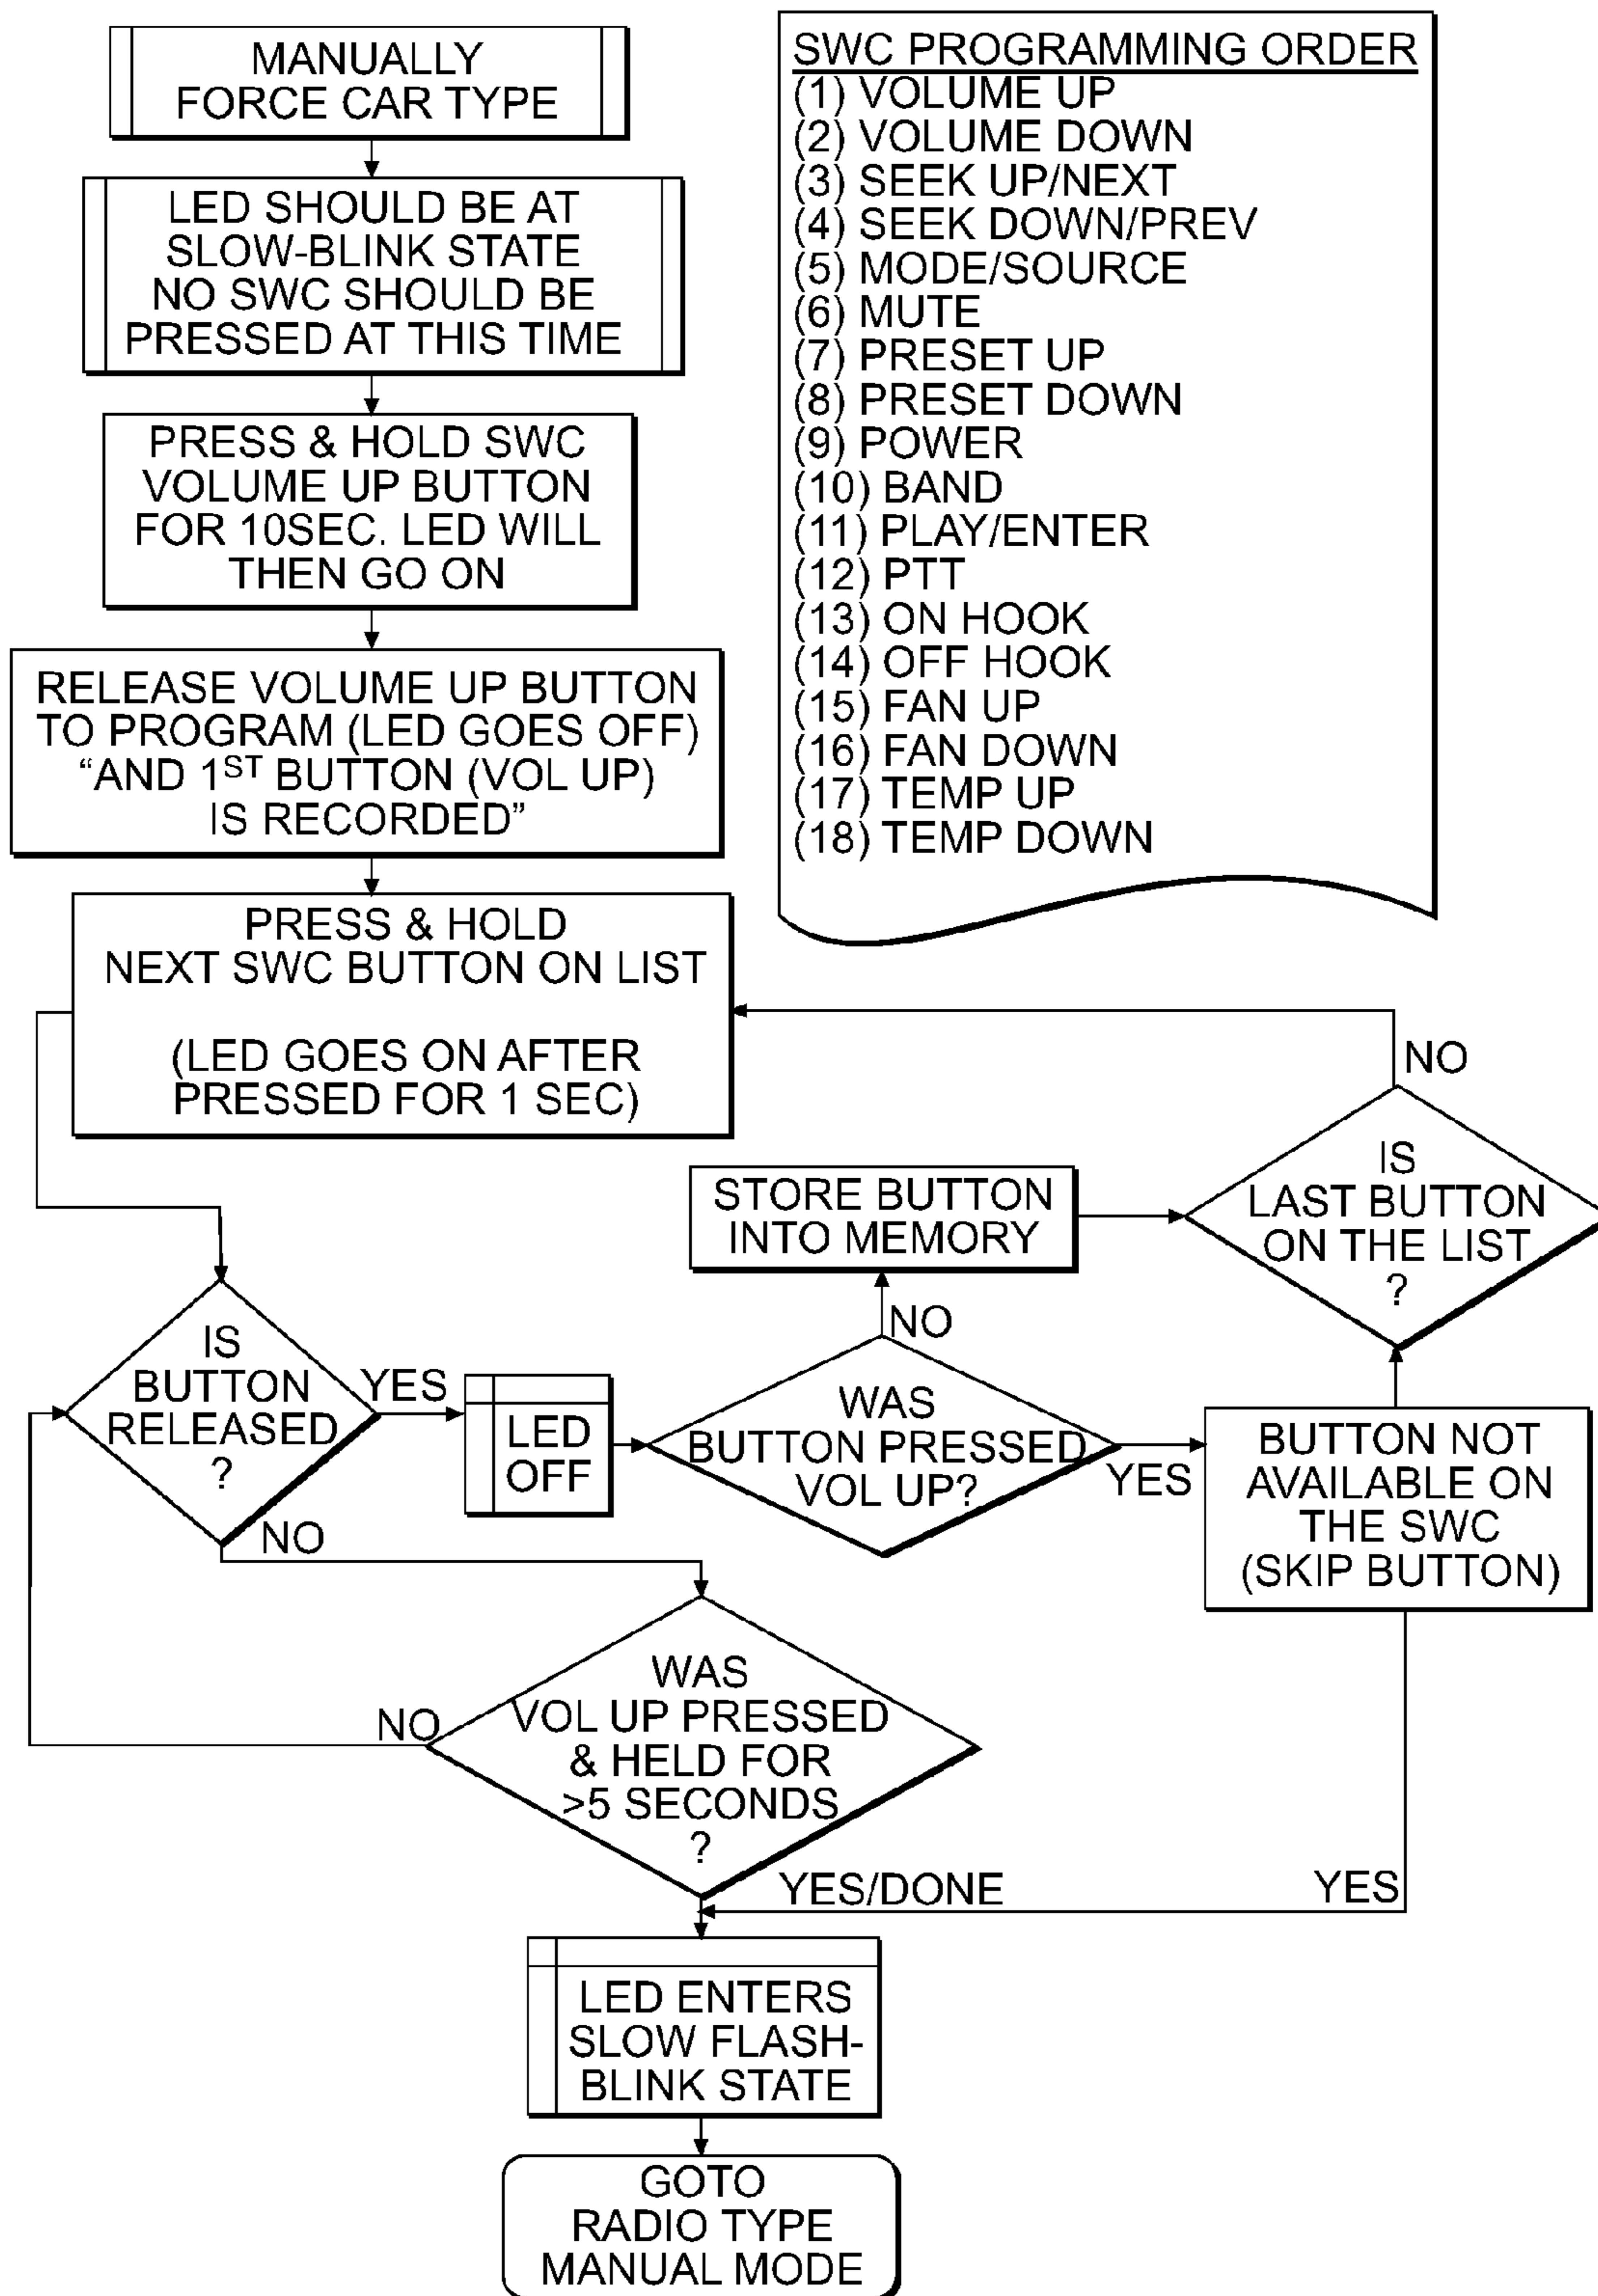 MANUALLY
FORCE CAR TYPE
LED SHOULD BE AT
SLOW-BLINK STATE
NO SWC SHOULD BE
PRESSED AT THIS TIME
PRESS & HOLD SWC
VOLUME UP BUTTON
FOR 10SEC. LED WILL
THEN GO ON
RELEASE VOLUME UP BUTTON
TO PROGRAM (LED GOES OFF)
“AND 1ST BUTTON (VOL UP)
IS RECORDED”
PRESS & HOLD
NEXT SWC BUTTON ON LIST
(LED GOES ON AFTER
PRESSED FOR 1 SEC)
SWC PROGRAMMING ORDER
(1) VOLUME UP
(2) VOLUME DOWN
(3) SEEK UP/NEXT
(4) SEEK DOWN/PREV
(5) MODE/SOURCE
(6) MUTE
(7) PRESET UP
(8) PRESET DOWN
(9) POWER
(10) BAND
(11) PLAY/ENTER
(12) PTT
(13) ON HOOK
(14) OFF HOOK
(15) FAN UP
(16) FAN DOWN
(17) TEMP UP
(18) TEMP DOWN
NO
IS
LAST BUTTON
ON THE LIST
?
STORE BUTTON
INTO MEMORY
NO
IS
BUTTON
RELEASED
?
YES
LED
OFF
WAS
BUTTON PRESSED
VOL UP?
YES
BUTTON NOT
AVAILABLE ON
THE SWC
(SKIP BUTTON)
NO
WAS
VOL UP PRESSED
& HELD FOR
>5 SECONDS
?
NO
YES/DONE
YES
LED ENTERS
SLOW FLASH-
BLINK STATE
GOTO
RADIO TYPE
MANUAL MODE